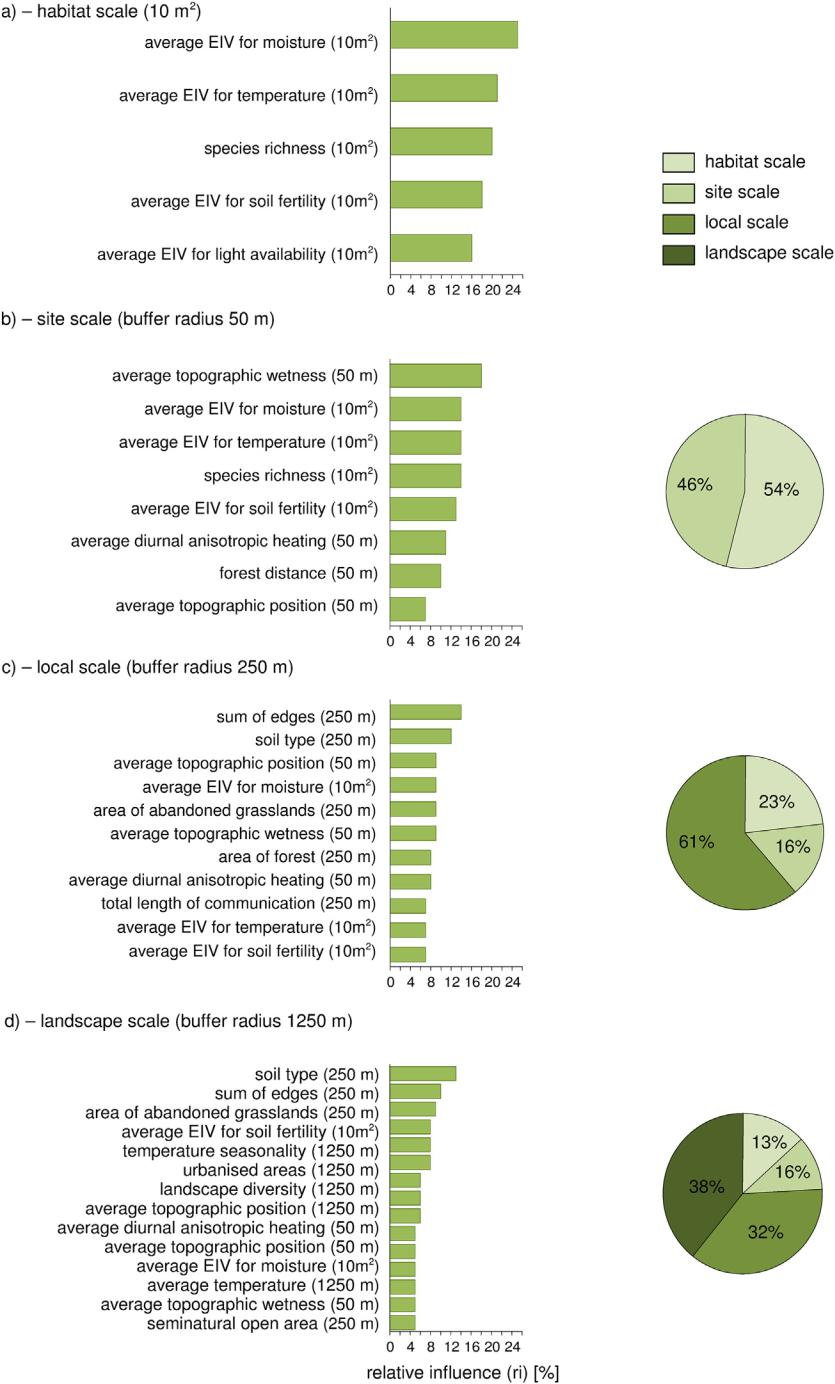 a) – habitat scale (10 m²)
average EIV for moisture (10m²)
average EIV for temperature (10m²)
species richness (10m²)
average EIV for soil fertility (10m²)
average EIV for light availability (10m²)
0 4 8 12 16 20 24
habitat scale
site scale
local scale
landscape scale
b) – site scale (buffer radius 50 m)
average topographic wetness (50 m)
average EIV for moisture (10m²)
average EIV for temperature (10m²)
species richness (10m²)
average EIV for soil fertility (10m²)
average diurnal anisotropic heating (50 m)
forest distance (50 m)
average topographic position (50 m)
0 4 8 12 16 20 24
46% 54%
c) – local scale (buffer radius 250 m)
sum of edges (250 m)
soil type (250 m)
average topographic position (50 m)
average EIV for moisture (10m²)
area of abandoned grasslands (250 m)
average topographic wetness (50 m)
area of forest (250 m)
average diurnal anisotropic heating (50 m)
total length of communication (250 m)
average EIV for temperature (10m²)
average EIV for soil fertility (10m²)
0 4 8 12 16 20 24
23%
61% 16%
d) – landscape scale (buffer radius 1250 m)
soil type (250 m)
sum of edges (250 m)
area of abandoned grasslands (250 m)
average EIV for soil fertility (10m²)
temperature seasonality (1250 m)
urbanised areas (1250 m)
landscape diversity (1250 m)
average topographic position (1250 m)
average diurnal anisotropic heating (50 m)
average topographic position (50 m)
average EIV for moisture (10m²)
average temperature (1250 m)
average topographic wetness (50 m)
seminatural open area (250 m)
0 4 8 12 16 20 24
relative influence (ri) [%]
13%
16%
38%
32%